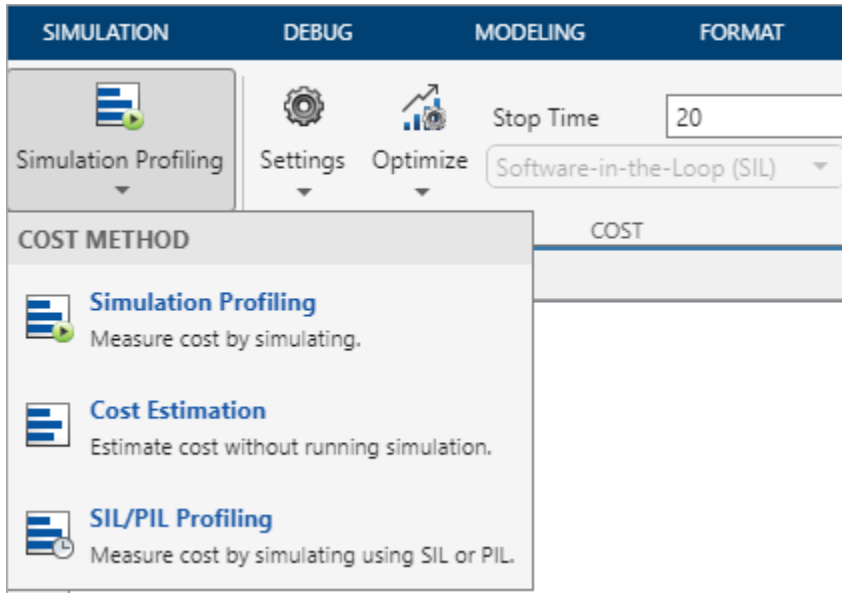 SIMULATION DEBUG MODELING FORMAT
Simulation Profiling Settings Optimize Stop Time 20
Software-in-the-Loop (SIL)
COST
COST METHOD
Simulation Profiling
Measure cost by simulating.
Cost Estimation
Estimate cost without running simulation.
SIL/PIL Profiling
Measure cost by simulating using SIL or PIL.